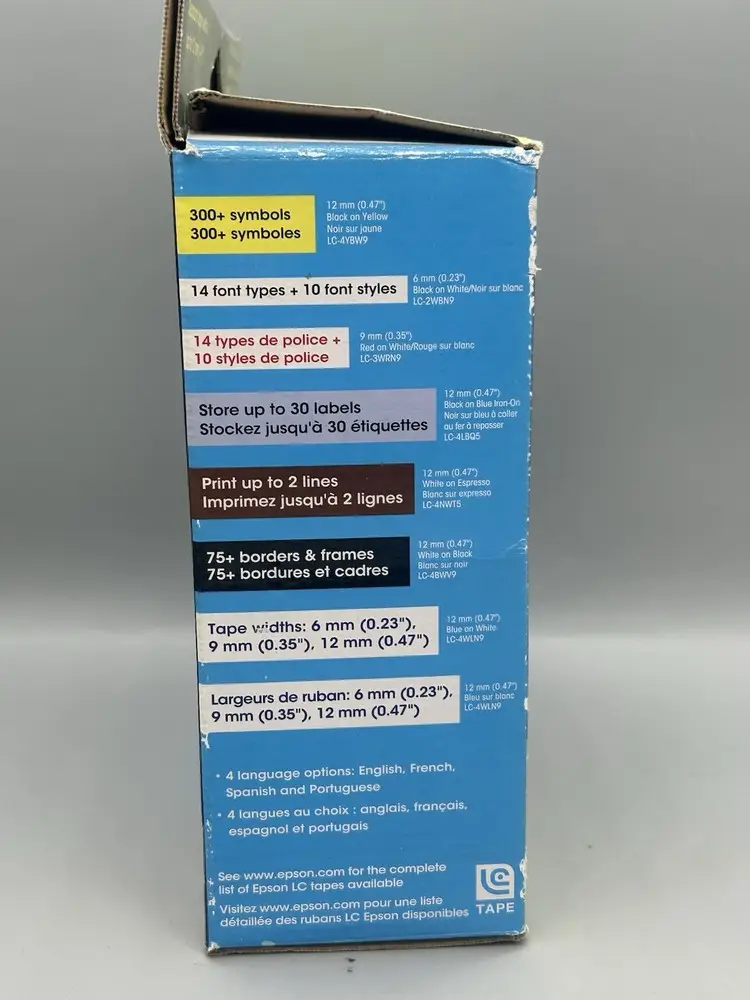 300+ symbols
300+ symboles
12 mm (0.47")
Black on Yellow
Noir sur jaune
LC-4YBW9
14 font types + 10 font styles
6 mm (0.23")
Black on White/Noir sur blanc
LC-2WBN9
14 types de police +
10 styles de police
9 mm (0.35")
Red on White/Rouge sur blanc
LC-3WRN9
Store up to 30 labels
Stockez jusqu'à 30 étiquettes
12 mm (0.47")
Black on Blue Iron-On
Noir sur bleu à coller
au fer à repasser
LC-4LBQ5
Print up to 2 lines
Imprimez jusqu'à 2 lignes
12 mm (0.47")
White on Espresso
Blanc sur expresso
LC-4NWT5
75+ borders & frames
75+ bordures et cadres
12 mm (0.47")
White on Black
Blanc sur noir
LC-4BWV9
Tape widths: 6 mm (0.23"),
9 mm (0.35"), 12 mm (0.47")
12 mm (0.47")
Blue on White
LC-4WLN9
Largeurs de ruban: 6 mm (0.23"),
9 mm (0.35"), 12 mm (0.47")
12 mm (0.47")
Bleu sur blanc
LC-4WLN9
• 4 language options: English, French,
Spanish and Portuguese
• 4 langues au choix : anglais, français,
espagnol et portugais
See www.epson.com for the complete
list of Epson LC tapes available
Visitez www.epson.com pour une liste
détaillée des rubans LC Epson disponibles
LC
TAPE